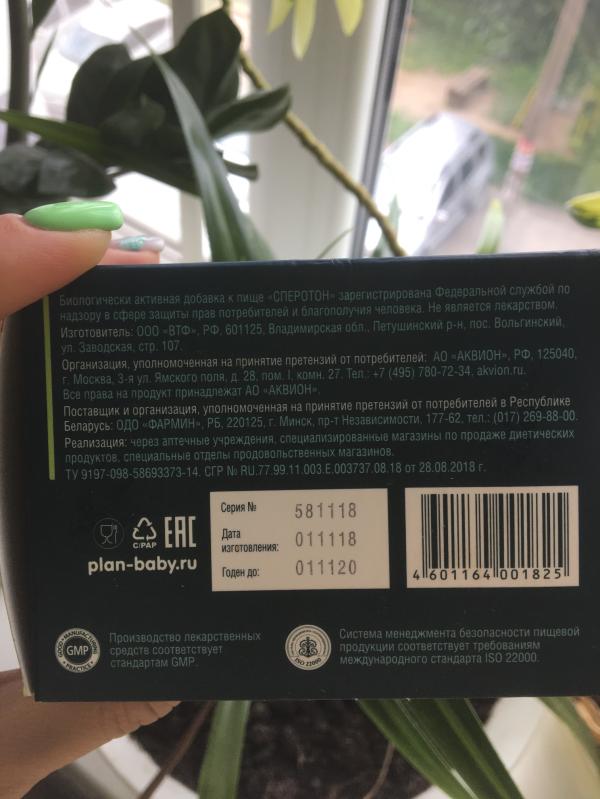 Биологически активная добавка к пище «СПЕРОТОН» зарегистрирована Федеральной службой по
надзору в сфере защиты прав потребителей и благополучия человека. Не является лекарством.
Изготовитель: ООО «ВТФ», РФ, 601125, Владимирская обл., Петушинский р-н, пос. Вольгинский,
ул. Заводская, стр. 107.
Организация, уполномоченная на принятие претензий от потребителей: АО «АКВИОН», РФ, 125040,
г. Москва, 3-я ул. Ямского поля, д. 28, пом. I, комн. 27. Тел.: +7 (495) 780-72-34, akvion.ru.
Все права на продукт принадлежат АО «АКВИОН».
Поставщик и организация, уполномоченная на принятие претензий от потребителей в Республике
Беларусь: ОДО «ФАРМИН», РБ, 220125, г. Минск, пр-т Независимости, 177-62, тел.: (017) 269-88-00.
Реализация: через аптечные учреждения, специализированные магазины по продаже диетических
продуктов, специальные отделы продовольственных магазинов.
ТУ 9197-098-58693373-14. СГР № RU.77.99.11.003.E.003737.08.18 от 28.08.2018 г.
Серия № 581118
Дата
изготовления: 011118
Годен до: 011120
C/PAP
EAC
plan-baby.ru
4 601164 001825
GOOD MANUFACTURING
GMP
PRACTICE
Производство лекарственных
средств соответствует
стандартам GMP.
ISO 22000
Система менеджмента безопасности пищевой
продукции соответствует требованиям
международного стандарта ISO 22000.